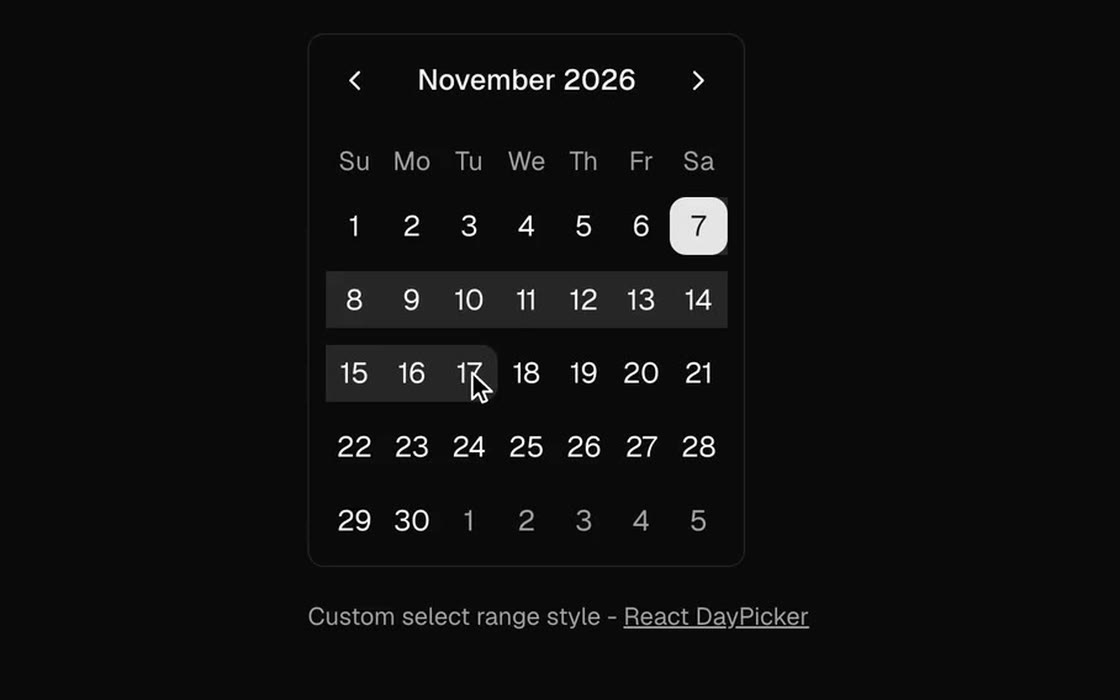 November 2026
Su Mo Tu We Th Fr Sa
1 2 3 4 5 6 7
8 9 10 11 12 13 14
15 16 17 18 19 20 21
22 23 24 25 26 27 28
29 30 1 2 3 4 5
Custom select range style - React DayPicker